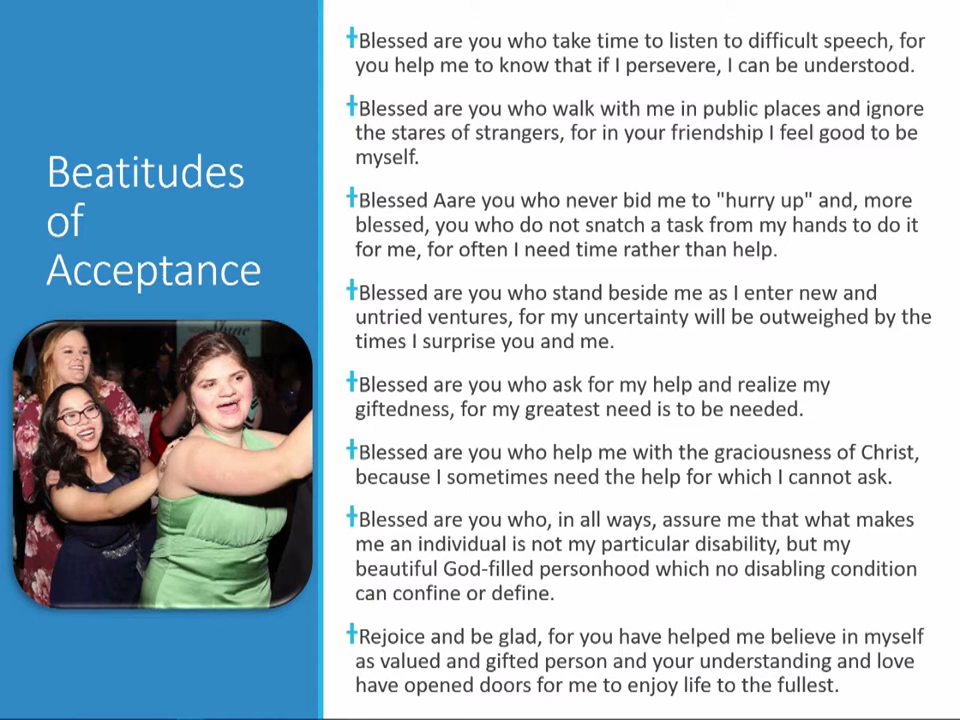 Beatitudes
of
Acceptance
Shine
✝Blessed are you who take time to listen to difficult speech, for
you help me to know that if I persevere, I can be understood.
✝Blessed are you who walk with me in public places and ignore
the stares of strangers, for in your friendship I feel good to be
myself.
✝Blessed Aare you who never bid me to "hurry up" and, more
blessed, you who do not snatch a task from my hands to do it
for me, for often I need time rather than help.
✝Blessed are you who stand beside me as I enter new and
untried ventures, for my uncertainty will be outweighed by the
times I surprise you and me.
✝Blessed are you who ask for my help and realize my
giftedness, for my greatest need is to be needed.
✝Blessed are you who help me with the graciousness of Christ,
because I sometimes need the help for which I cannot ask.
✝Blessed are you who, in all ways, assure me that what makes
me an individual is not my particular disability, but my
beautiful God-filled personhood which no disabling condition
can confine or define.
✝Rejoice and be glad, for you have helped me believe in myself
as valued and gifted person and your understanding and love
have opened doors for me to enjoy life to the fullest.